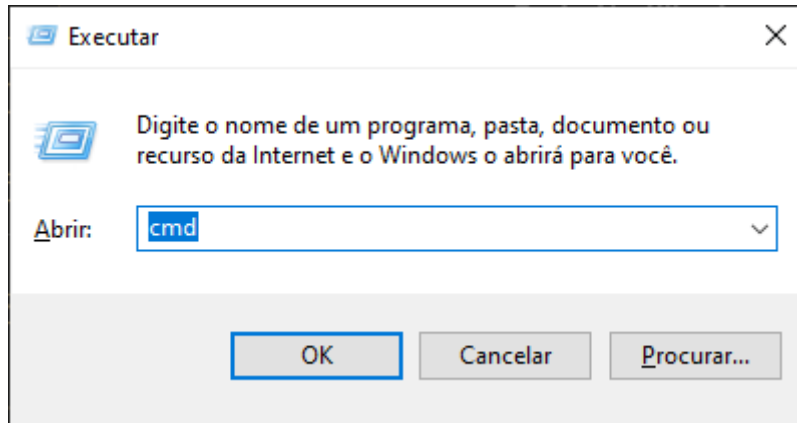 Executar
Digite o nome de um programa, pasta, documento ou
recurso da Internet e o Windows o abrirá para você.
Abrir: cmd
OK Cancelar Procurar...